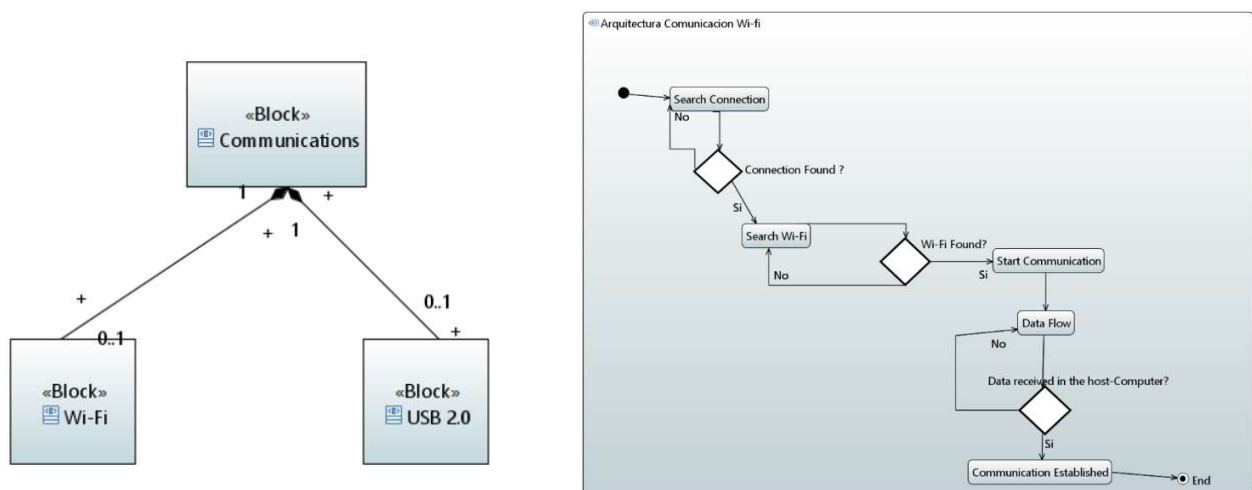 «Block»
Communications
1
+
+
1
+
0..1
0..1
+
«Block»
Wi-Fi
«Block»
USB 2.0
Arquitectura Comunicacion Wi-fi
Search Connection
No
Connection Found ?
Si
Search Wi-Fi
Wi-Fi Found?
No
Si
Start Communication
Data Flow
No
Data received in the host-Computer?
Si
Communication Established
End